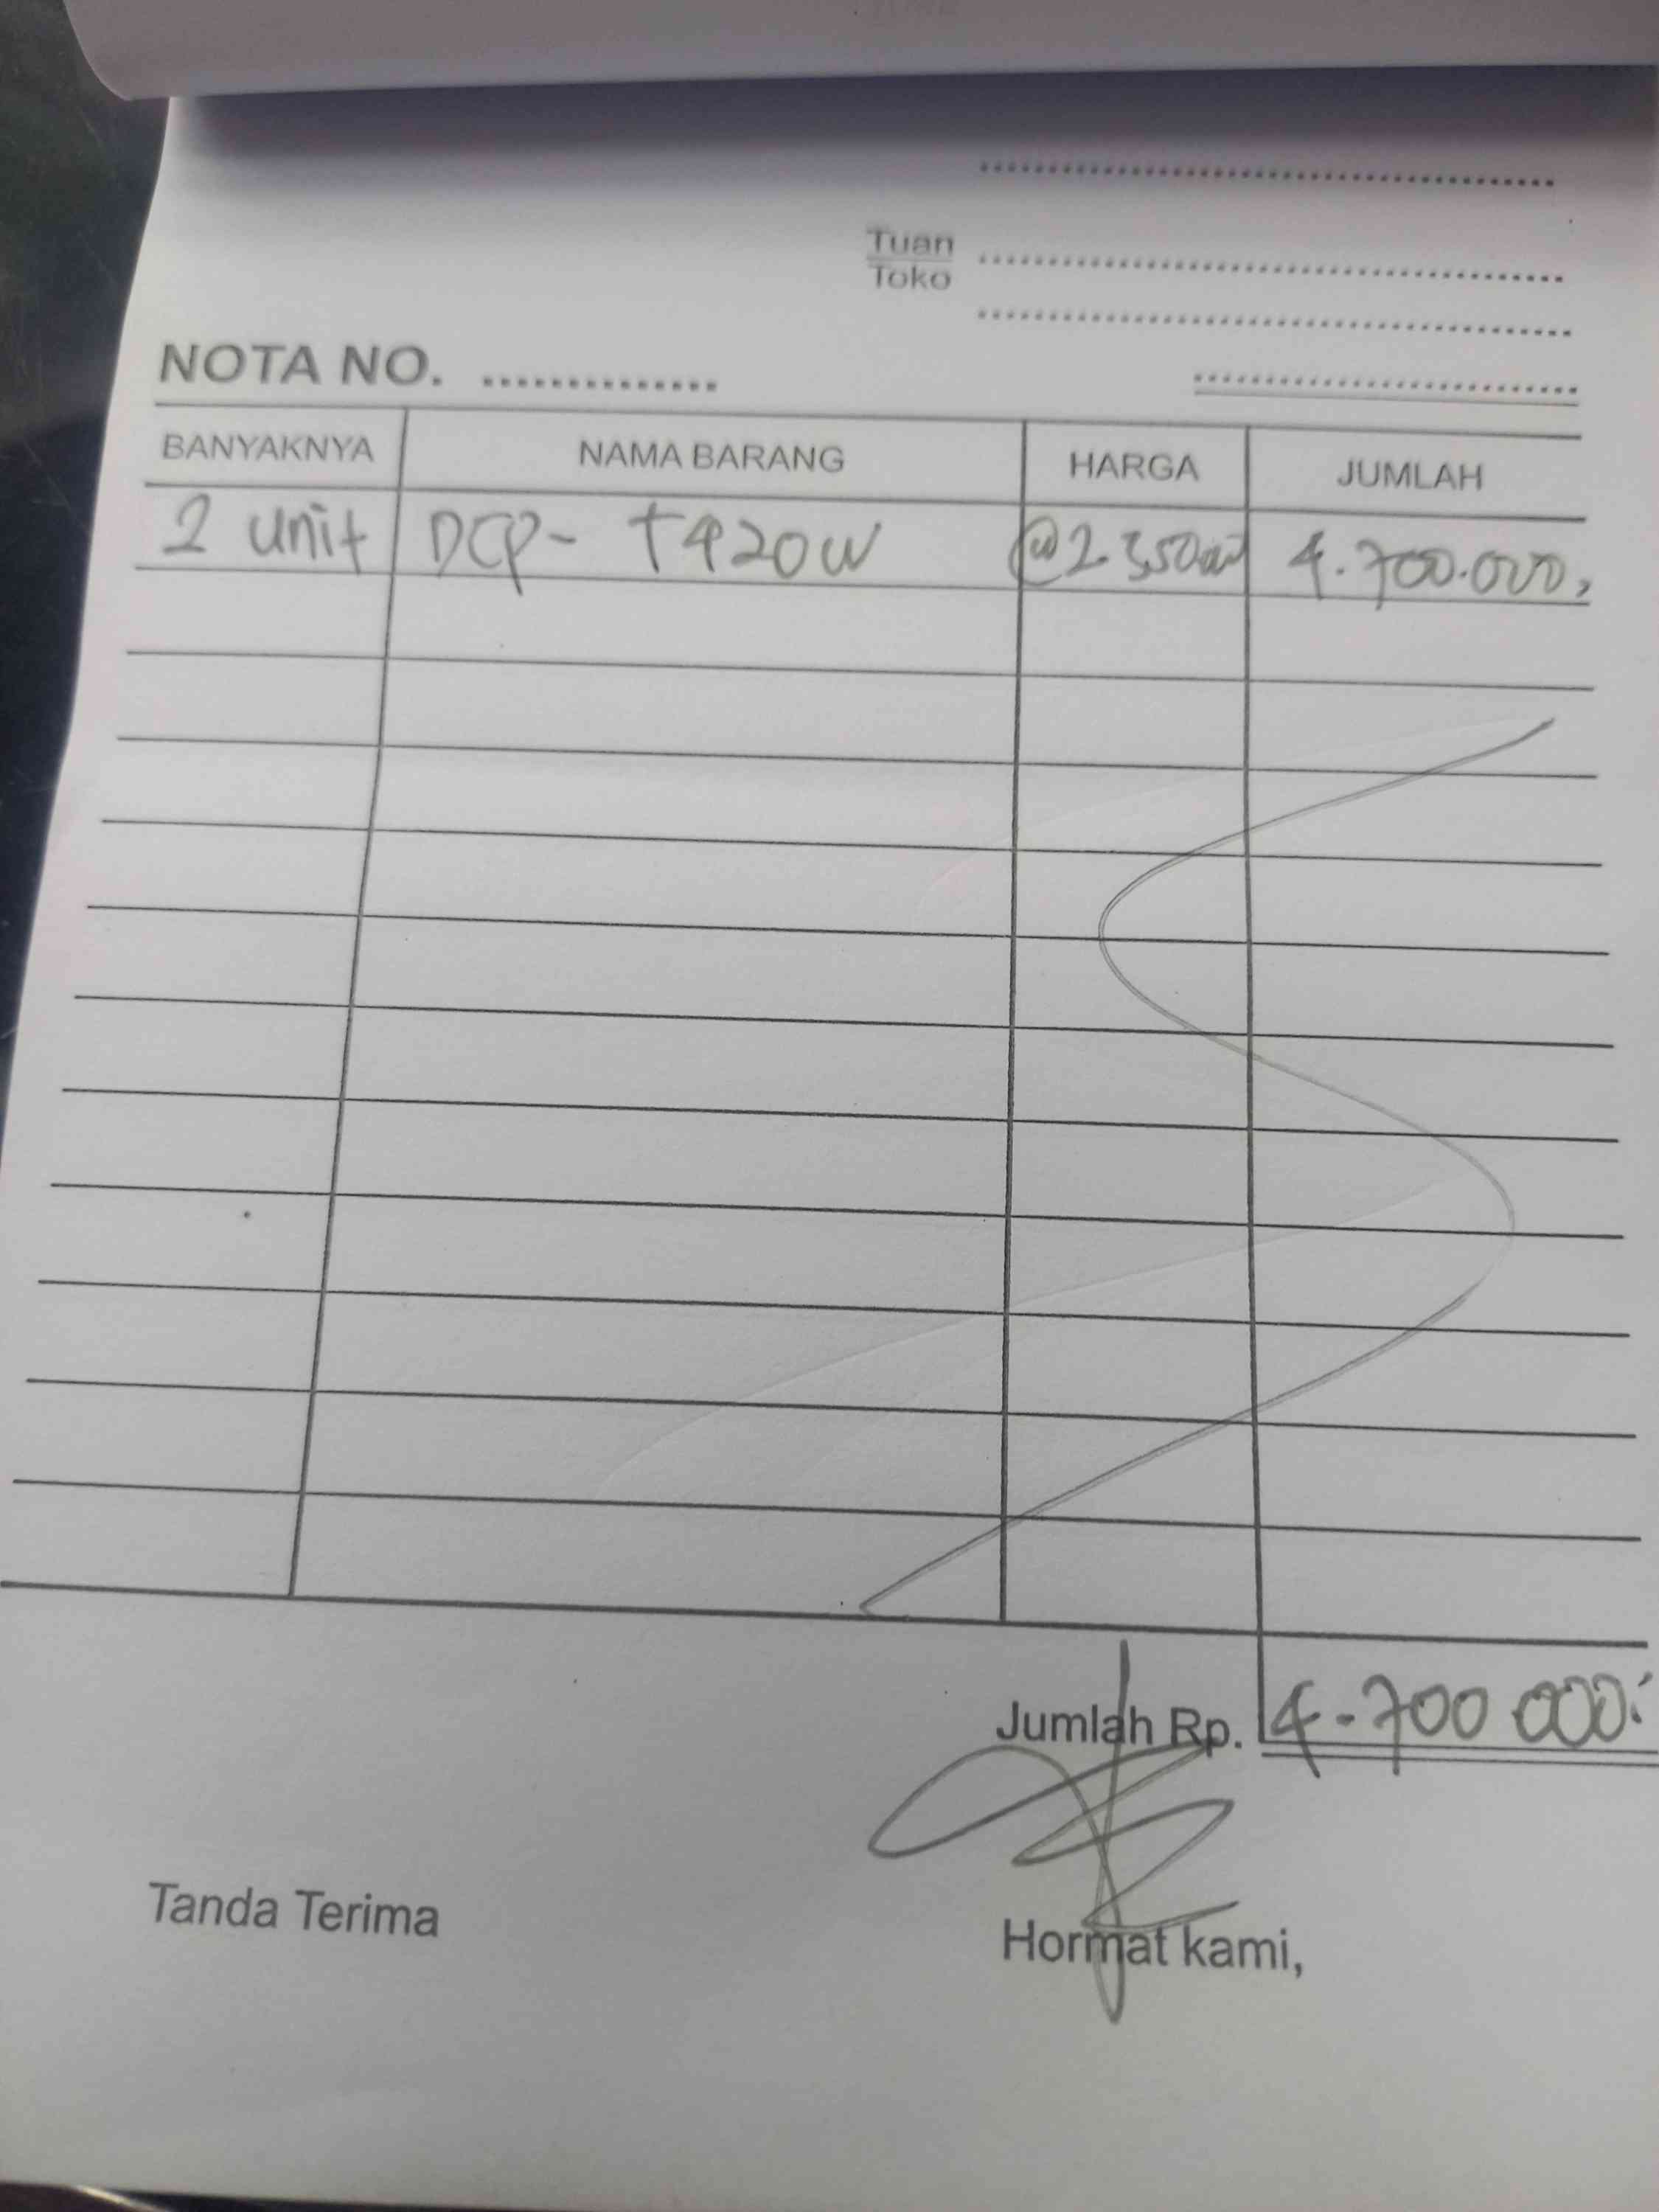 Tuan
Toko
NOTA NO. ..............
BANYAKNYA NAMA BARANG HARGA JUMLAH
2 unit DCP- T420W @2.350.000 4.700.000,
Jumlah Rp. 4.700.000:
Tanda Terima
Hormat kami,